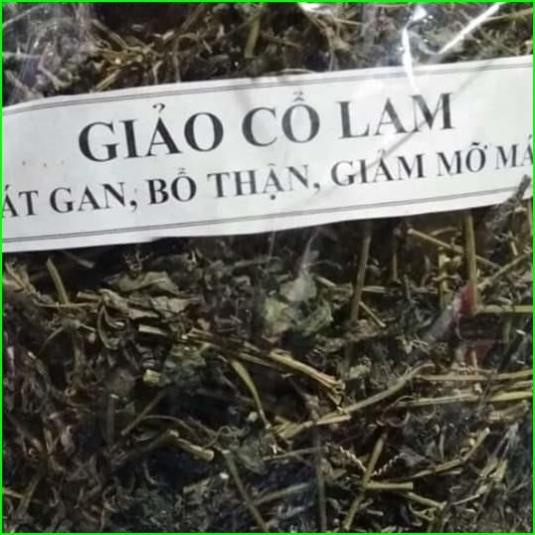 GIẢO CỔ LAM
ÁT GAN, BỔ THẬN, GIẢM MỠ MÁ